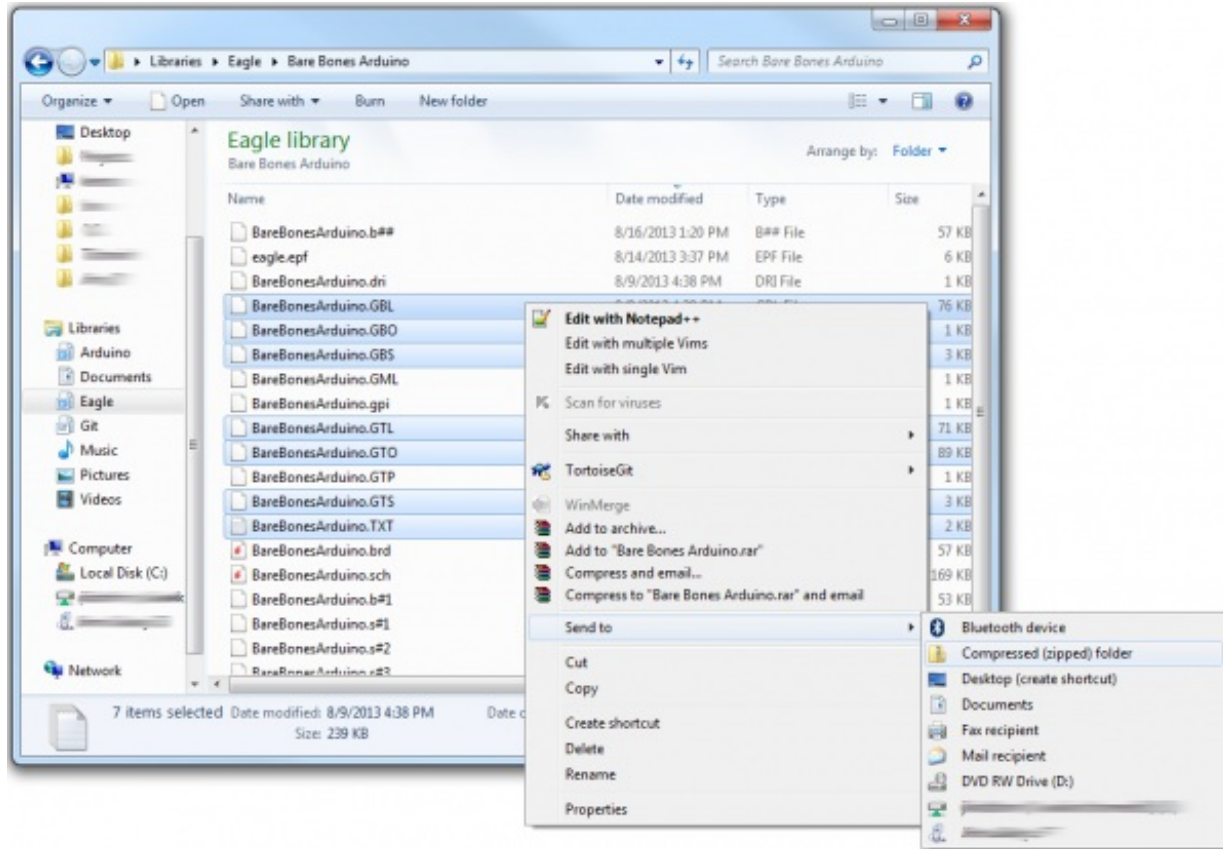 Libraries ▸ Eagle ▸ Bare Bones Arduino
Search Bare Bones Arduino
Organize
Open
Share with
Burn
New folder
Desktop
Libraries
Arduino
Documents
Eagle
Git
Music
Pictures
Videos
Computer
Local Disk (C:)
Network
Eagle library
Bare Bones Arduino
Arrange by: Folder
Name Date modified Type Size
BareBonesArduino.b## 8/16/2013 1:20 PM B## File 57 KB
eagle.epf 8/14/2013 3:37 PM EPF File 6 KB
BareBonesArduino.dri 8/9/2013 4:38 PM DRI File 1 KB
BareBonesArduino.GBL 76 KB
BareBonesArduino.GBO 1 KB
BareBonesArduino.GBS 3 KB
BareBonesArduino.GML 1 KB
BareBonesArduino.gpi 1 KB
BareBonesArduino.GTL 71 KB
BareBonesArduino.GTO 89 KB
BareBonesArduino.GTP 1 KB
BareBonesArduino.GTS 3 KB
BareBonesArduino.TXT 2 KB
BareBonesArduino.brd 57 KB
BareBonesArduino.sch 169 KB
BareBonesArduino.b#1 53 KB
BareBonesArduino.s#1
BareBonesArduino.s#2
BareBonesArduino.s#3
7 items selected Date modified: 8/9/2013 4:38 PM
Size: 239 KB
Edit with Notepad++
Edit with multiple Vims
Edit with single Vim
Scan for viruses
Share with
TortoiseGit
WinMerge
Add to archive...
Add to "Bare Bones Arduino.rar"
Compress and email...
Compress to "Bare Bones Arduino.rar" and email
Send to
Cut
Copy
Create shortcut
Delete
Rename
Properties
Bluetooth device
Compressed (zipped) folder
Desktop (create shortcut)
Documents
Fax recipient
Mail recipient
DVD RW Drive (D:)